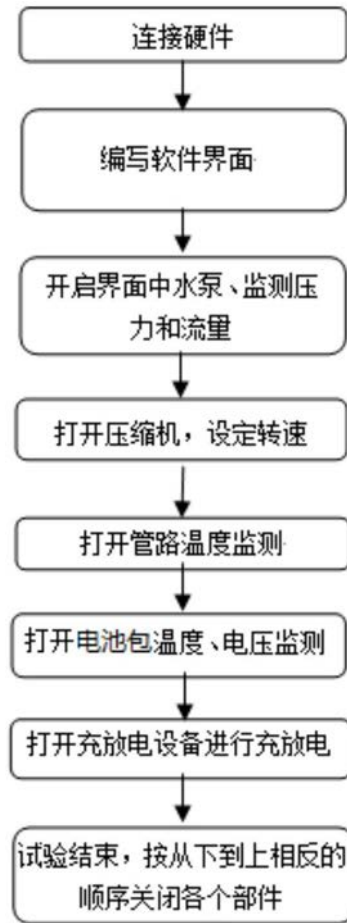 连接硬件
编写软件界面
开启界面中水泵、监测压
力和流量
打开压缩机，设定转速
打开管路温度监测
打开电池包温度、电压监测
打开充放电设备进行充放电
试验结束，按从下到上相反的
顺序关闭各个部件